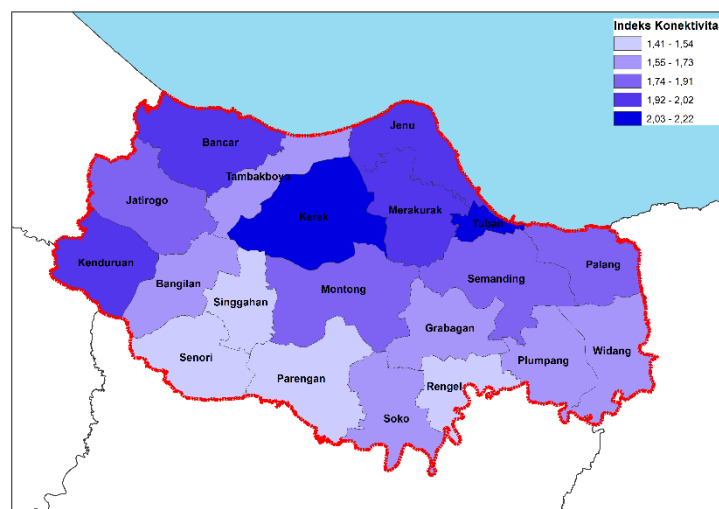 Indeks Konektivita
1,41 - 1,54
1,55 - 1,73
1,74 - 1,91
1,92 - 2,02
2,03 - 2,22
Jenu
Bancar
Tambakboyo
Jatirogo
Merakurak
Kerek
Tuban
Kenduruan
Palang
Semanding
Bangilan
Montong
Singgahan
Grabagan
Widang
Senori
Plumpang
Parengan
Rengel
Soko